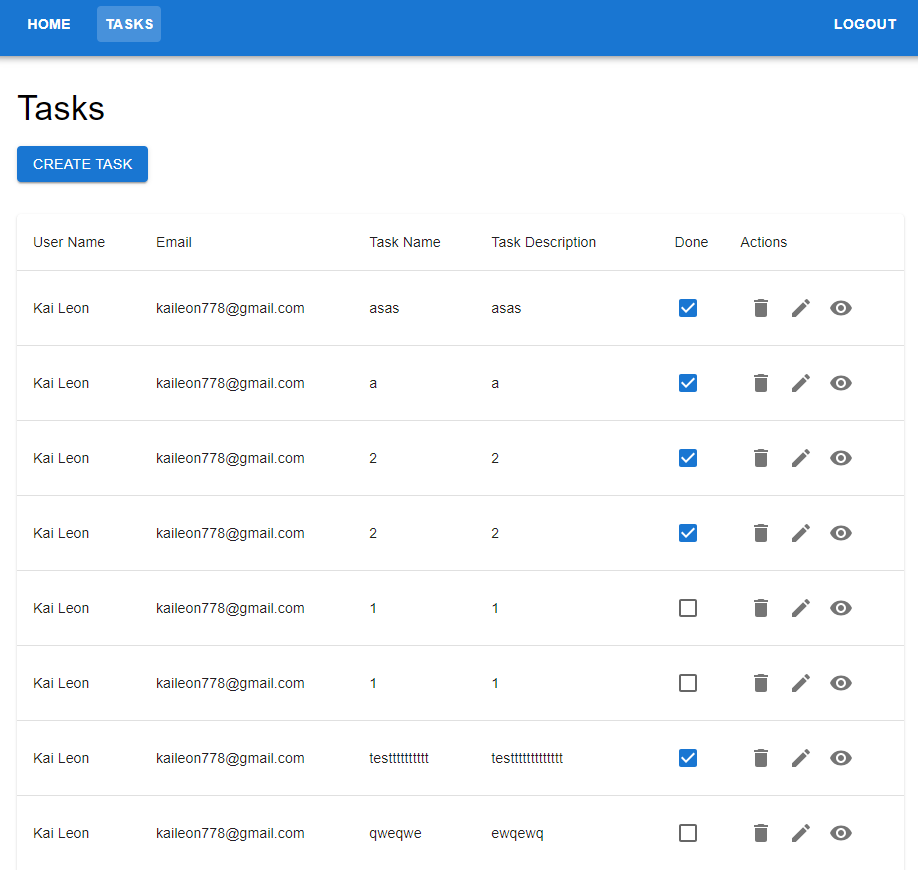 HOME TASKS LOGOUT
Tasks
CREATE TASK
User Name Email Task Name Task Description Done Actions
Kai Leon kaileon778@gmail.com asas asas
Kai Leon kaileon778@gmail.com a a
Kai Leon kaileon778@gmail.com 2 2
Kai Leon kaileon778@gmail.com 2 2
Kai Leon kaileon778@gmail.com 1 1
Kai Leon kaileon778@gmail.com 1 1
Kai Leon kaileon778@gmail.com testttttttttt testttttttttttttt
Kai Leon kaileon778@gmail.com qweqwe ewqewq